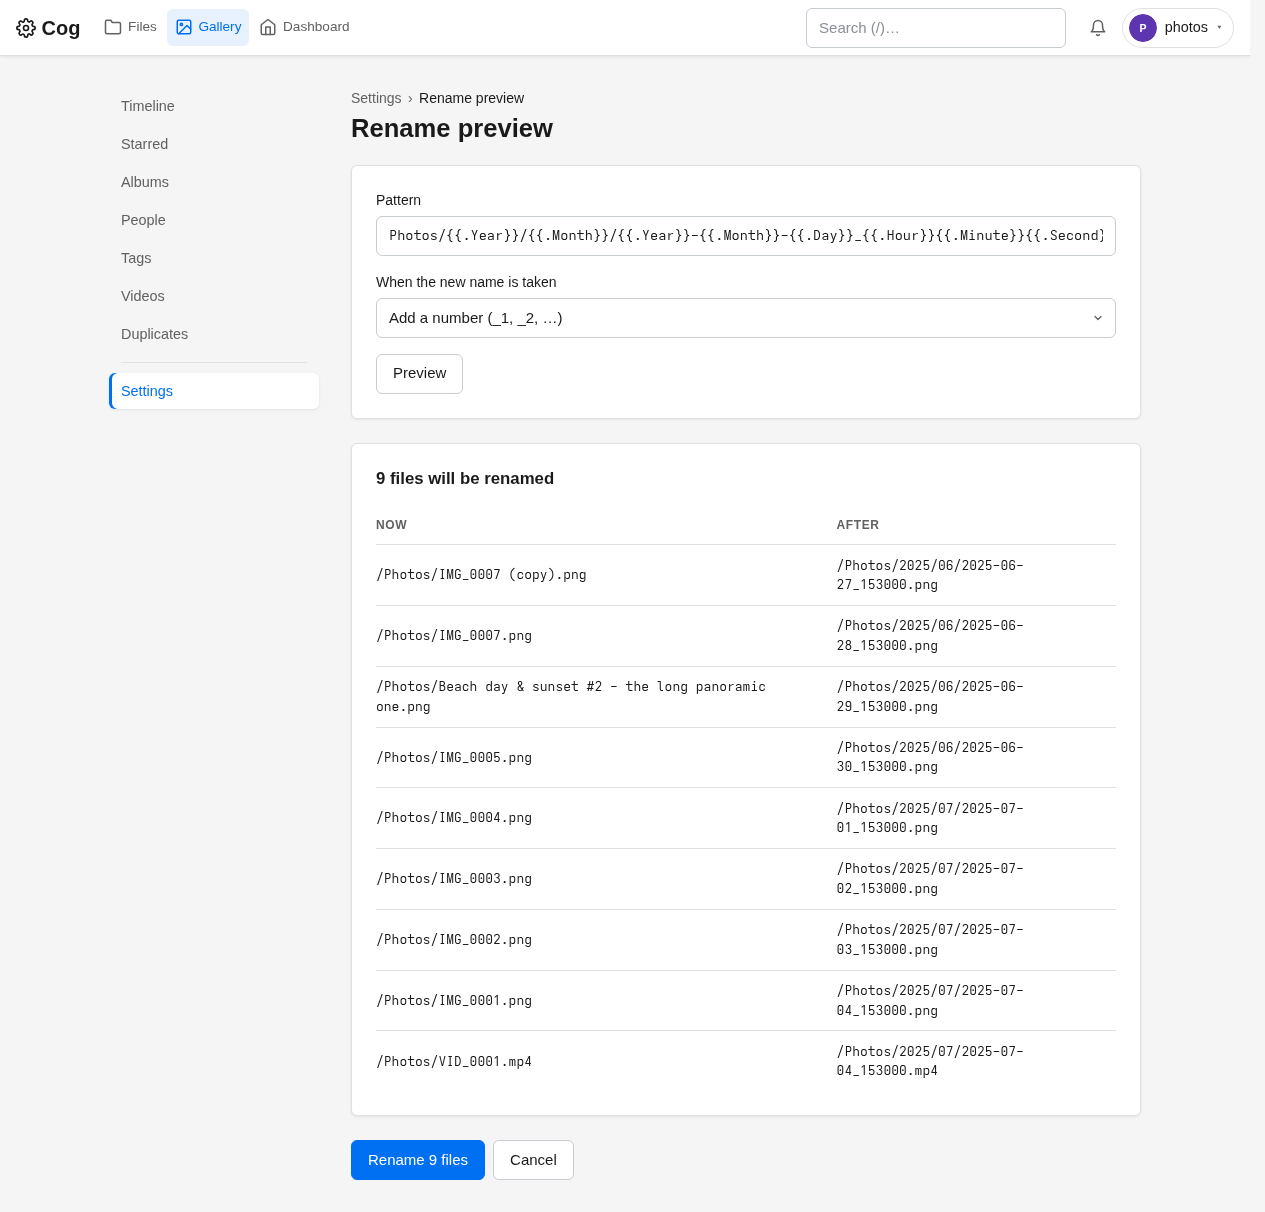 Cog Files Gallery Dashboard Search (/)… P photos
Timeline
Starred
Albums
People
Tags
Videos
Duplicates
Settings
Settings › Rename preview
Rename preview
Pattern
Photos/{{.Year}}/{{.Month}}/{{.Year}}-{{.Month}}-{{.Day}}_{{.Hour}}{{.Minute}}{{.Second}
When the new name is taken
Add a number (_1, _2, …)
Preview
9 files will be renamed
NOW AFTER
/Photos/IMG_0007 (copy).png /Photos/2025/06/2025-06-
27_153000.png
/Photos/IMG_0007.png /Photos/2025/06/2025-06-
28_153000.png
/Photos/Beach day & sunset #2 - the long panoramic /Photos/2025/06/2025-06-
one.png 29_153000.png
/Photos/IMG_0005.png /Photos/2025/06/2025-06-
30_153000.png
/Photos/IMG_0004.png /Photos/2025/07/2025-07-
01_153000.png
/Photos/IMG_0003.png /Photos/2025/07/2025-07-
02_153000.png
/Photos/IMG_0002.png /Photos/2025/07/2025-07-
03_153000.png
/Photos/IMG_0001.png /Photos/2025/07/2025-07-
04_153000.png
/Photos/VID_0001.mp4 /Photos/2025/07/2025-07-
04_153000.mp4
Rename 9 files Cancel